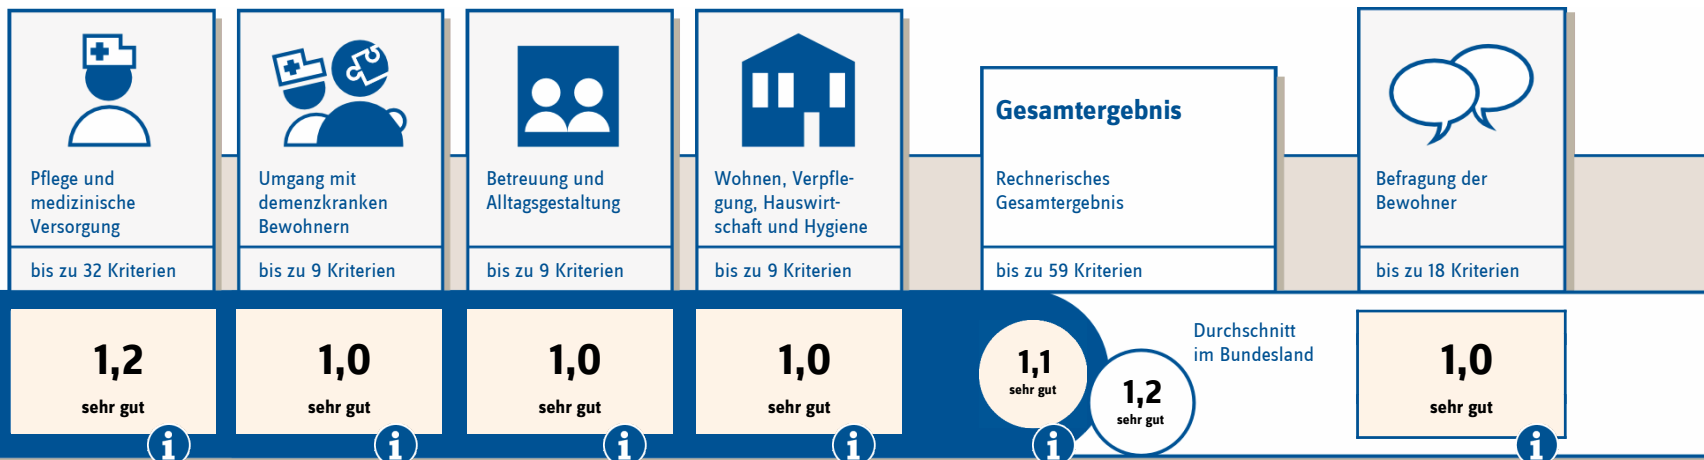 Pflege und
medizinische
Versorgung
bis zu 32 Kriterien
1,2
sehr gut
i
Umgang mit
demenzkranken
Bewohnern
bis zu 9 Kriterien
1,0
sehr gut
i
Betreuung und
Alltagsgestaltung
bis zu 9 Kriterien
1,0
sehr gut
i
Wohnen, Verpfle-
gung, Hauswirt-
schaft und Hygiene
bis zu 9 Kriterien
1,0
sehr gut
i
Gesamtergebnis
Rechnerisches
Gesamtergebnis
bis zu 59 Kriterien
1,1
sehr gut
i
Durchschnitt
im Bundesland
1,2
sehr gut
Befragung der
Bewohner
bis zu 18 Kriterien
1,0
sehr gut
i